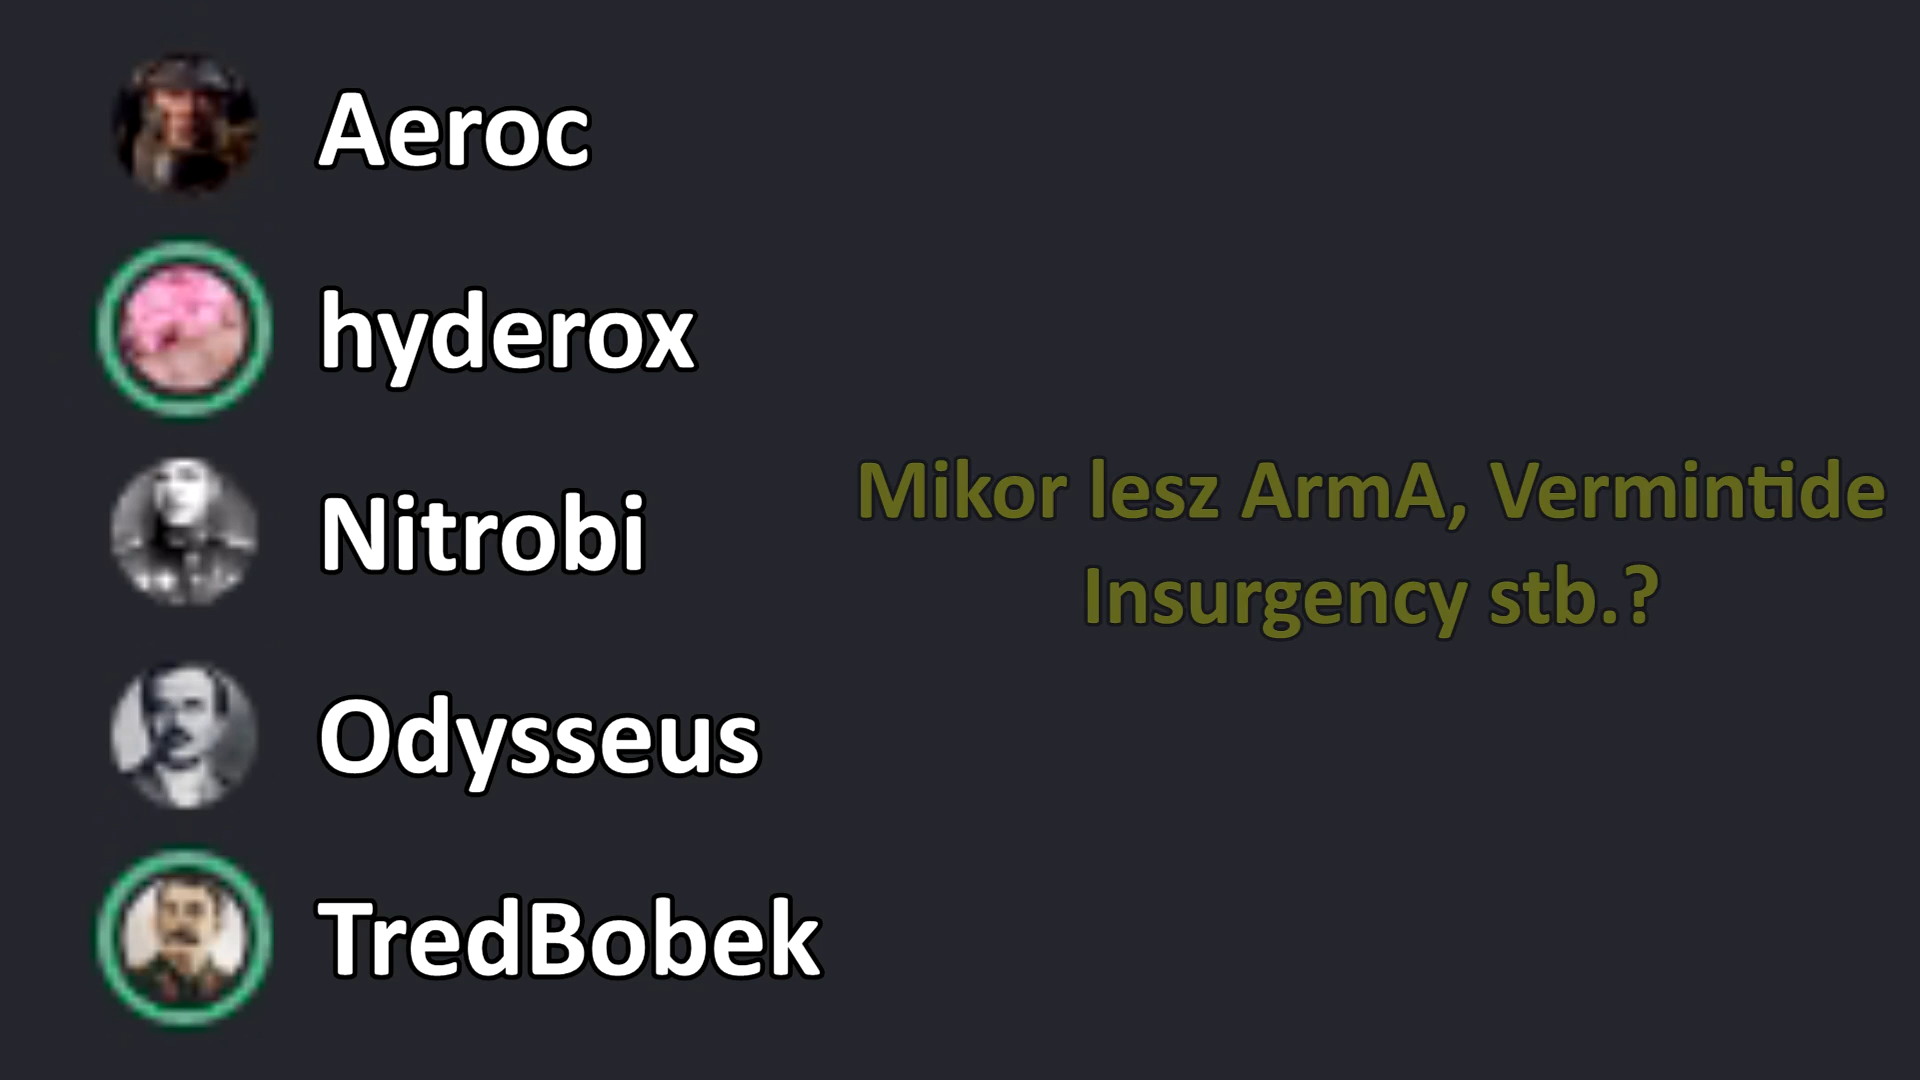 Aeroc
hyderox
Nitrobi
Mikor lesz ArmA, Vermintide
Insurgency stb.?
Odysseus
TredBobek